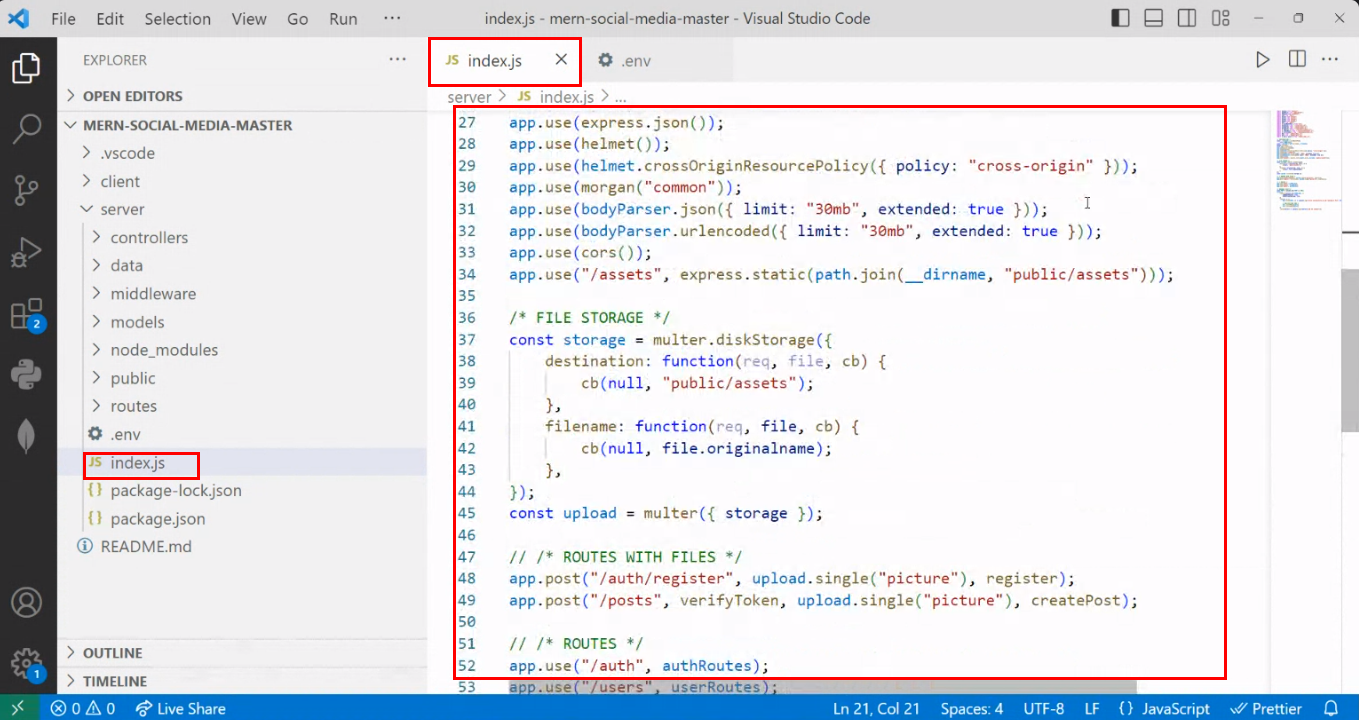 File Edit Selection View Go Run ··· index.js - mern-social-media-master - Visual Studio Code
EXPLORER ···
OPEN EDITORS
MERN-SOCIAL-MEDIA-MASTER
.vscode
client
server
controllers
data
middleware
models
node_modules
public
routes
.env
JS index.js
{} package-lock.json
{} package.json
README.md
OUTLINE
TIMELINE
2
1
JS index.js .env
server > JS index.js > ...
27 app.use(express.json());
28 app.use(helmet());
29 app.use(helmet.crossOriginResourcePolicy({ policy: "cross-origin" }));
30 app.use(morgan("common"));
31 app.use(bodyParser.json({ limit: "30mb", extended: true }));
32 app.use(bodyParser.urlencoded({ limit: "30mb", extended: true }));
33 app.use(cors());
34 app.use("/assets", express.static(path.join(__dirname, "public/assets")));
35
36 /* FILE STORAGE */
37 const storage = multer.diskStorage({
38     destination: function(req, file, cb) {
39         cb(null, "public/assets");
40     },
41     filename: function(req, file, cb) {
42         cb(null, file.originalname);
43     },
44 });
45 const upload = multer({ storage });
46
47 // /* ROUTES WITH FILES */
48 app.post("/auth/register", upload.single("picture"), register);
49 app.post("/posts", verifyToken, upload.single("picture"), createPost);
50
51 // /* ROUTES */
52 app.use("/auth", authRoutes);
53 app.use("/users", userRoutes);
0 0 Live Share Ln 21, Col 21 Spaces: 4 UTF-8 LF {} JavaScript Prettier